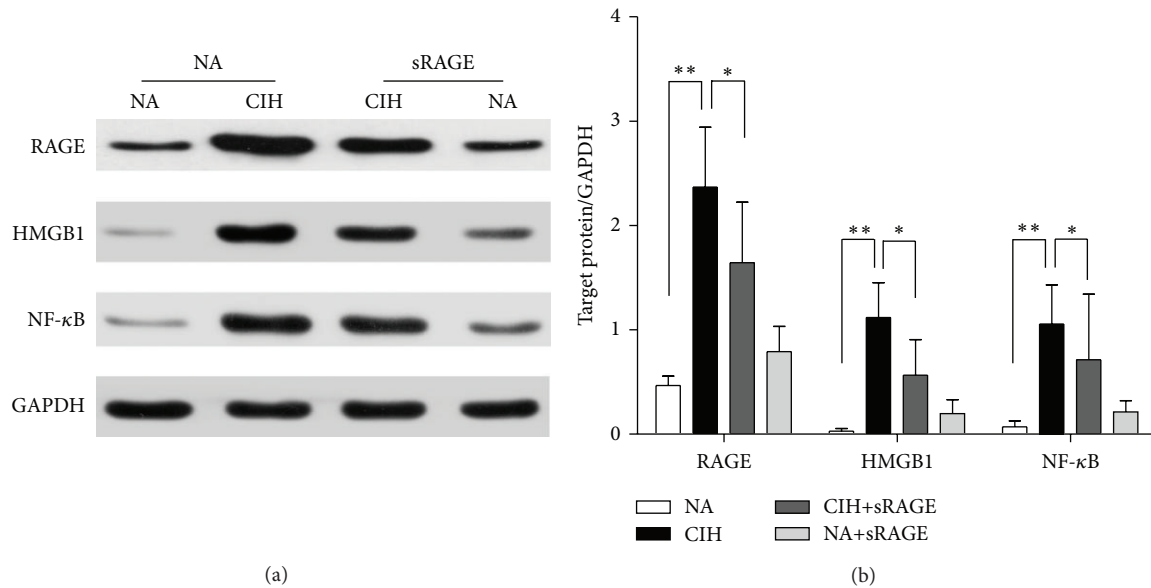 NA sRAGE
NA CIH CIH NA
RAGE
HMGB1
NF-κB
GAPDH
(a)
4
3
2
1
0
Target protein/GAPDH
** *
** *
** *
RAGE HMGB1 NF-κB
NA CIH+sRAGE
CIH NA+sRAGE
(b)